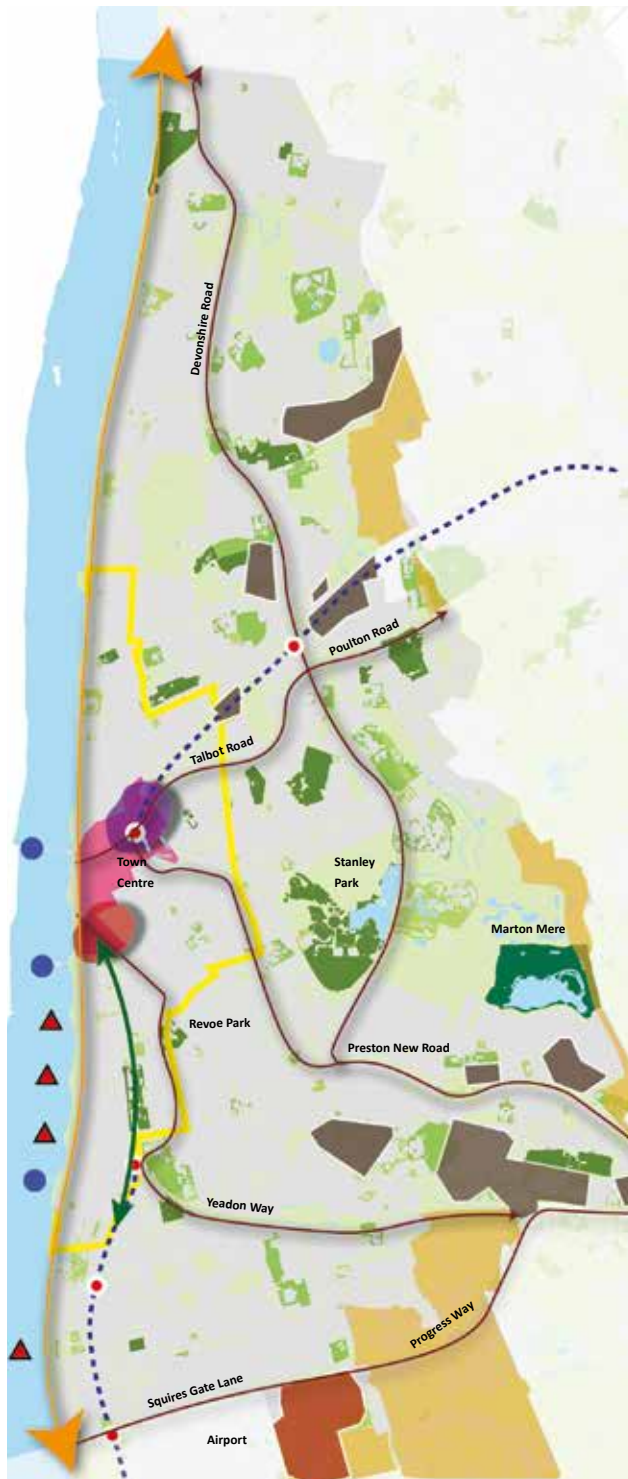 Devonshire Road
Poulton Road
Talbot Road
Town
Centre
Stanley
Park
Marton Mere
Revoe Park
Preston New Road
Yeadon Way
Progress Way
Squires Gate Lane
Airport